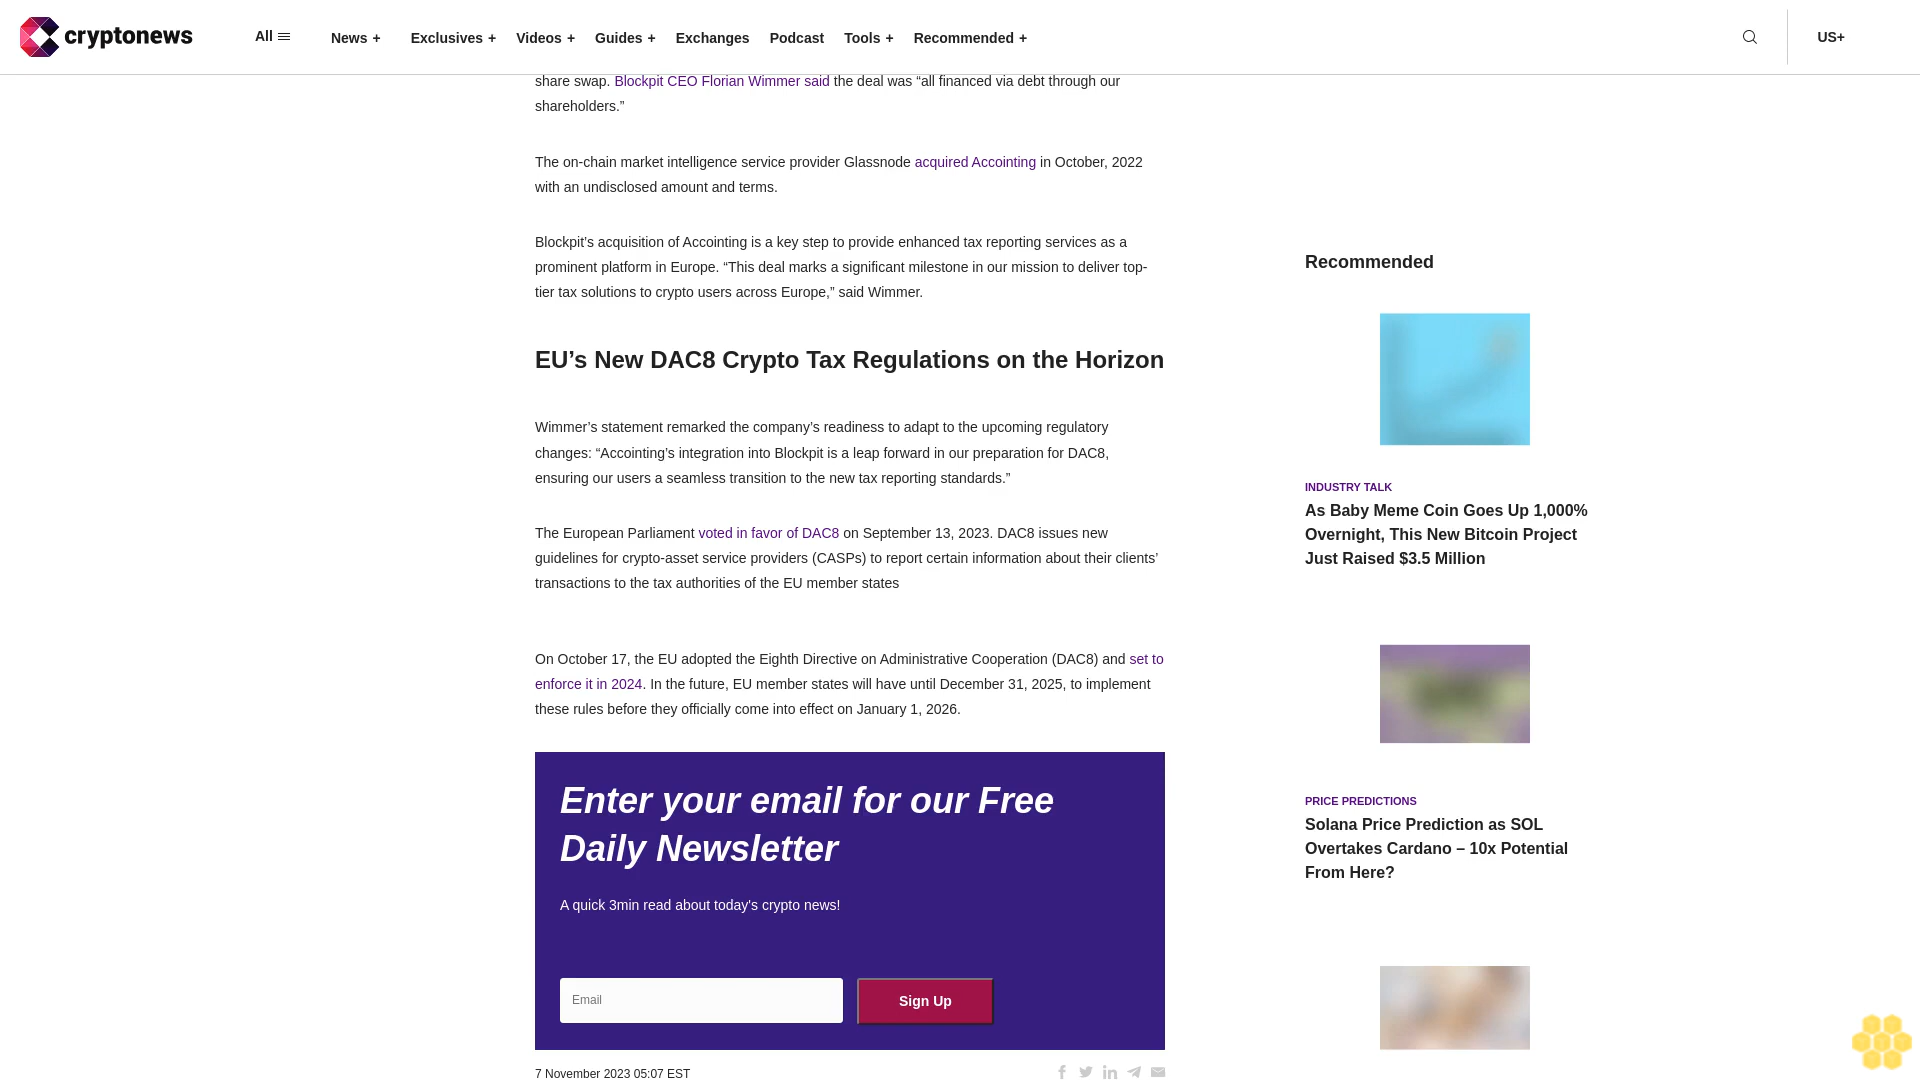 cryptonews
All
News +
Exclusives +
Videos +
Guides +
Exchanges
Podcast
Tools +
Recommended +
US+
share swap. Blockpit CEO Florian Wimmer said the deal was “all financed via debt through our
shareholders.”
The on-chain market intelligence service provider Glassnode acquired Accointing in October, 2022
with an undisclosed amount and terms.
Blockpit’s acquisition of Accointing is a key step to provide enhanced tax reporting services as a
prominent platform in Europe. “This deal marks a significant milestone in our mission to deliver top-
tier tax solutions to crypto users across Europe,” said Wimmer.
EU’s New DAC8 Crypto Tax Regulations on the Horizon
Wimmer’s statement remarked the company’s readiness to adapt to the upcoming regulatory
changes: “Accointing’s integration into Blockpit is a leap forward in our preparation for DAC8,
ensuring our users a seamless transition to the new tax reporting standards.”
The European Parliament voted in favor of DAC8 on September 13, 2023. DAC8 issues new
guidelines for crypto-asset service providers (CASPs) to report certain information about their clients’
transactions to the tax authorities of the EU member states
On October 17, the EU adopted the Eighth Directive on Administrative Cooperation (DAC8) and set to
enforce it in 2024. In the future, EU member states will have until December 31, 2025, to implement
these rules before they officially come into effect on January 1, 2026.
Enter your email for our Free
Daily Newsletter
A quick 3min read about today's crypto news!
Email
Sign Up
7 November 2023 05:07 EST
Recommended
INDUSTRY TALK
As Baby Meme Coin Goes Up 1,000%
Overnight, This New Bitcoin Project
Just Raised $3.5 Million
PRICE PREDICTIONS
Solana Price Prediction as SOL
Overtakes Cardano – 10x Potential
From Here?